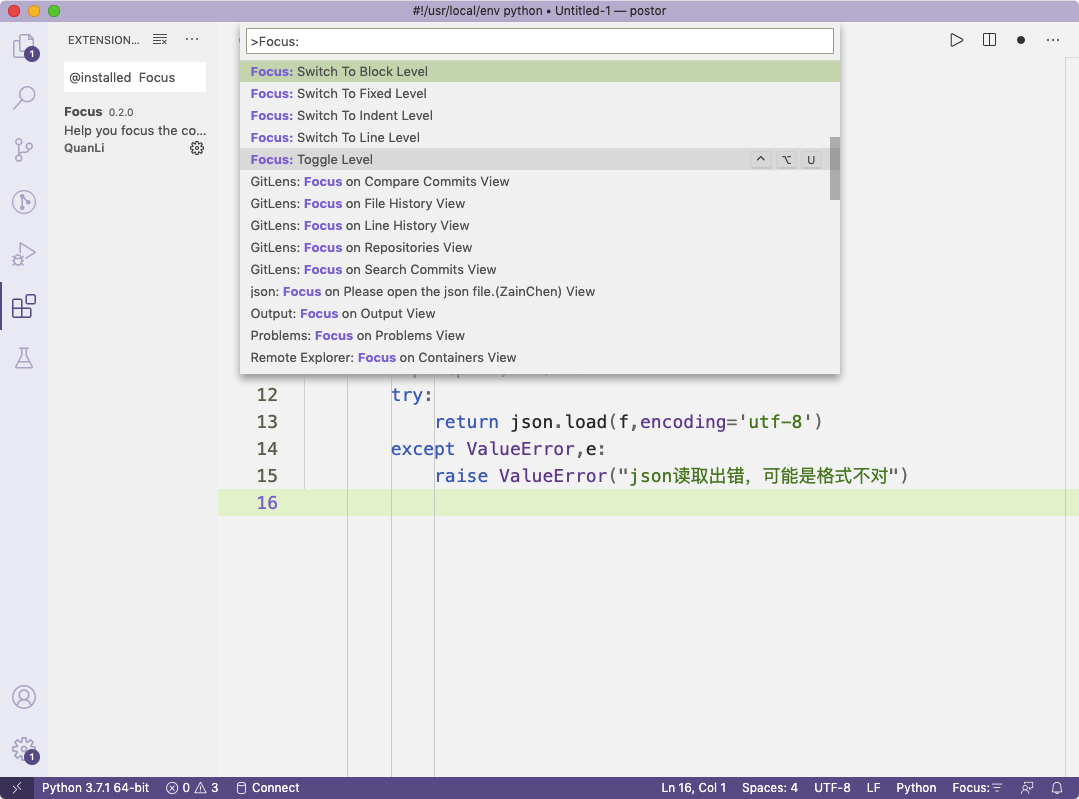 #!/usr/local/env python • Untitled-1 — postor
>Focus:
EXTENSION...
@installed Focus
Focus 0.2.0
Help you focus the co...
QuanLi
1
Focus: Switch To Block Level
Focus: Switch To Fixed Level
Focus: Switch To Indent Level
Focus: Switch To Line Level
Focus: Toggle Level ^ ⌥ U
GitLens: Focus on Compare Commits View
GitLens: Focus on File History View
GitLens: Focus on Line History View
GitLens: Focus on Repositories View
GitLens: Focus on Search Commits View
json: Focus on Please open the json file.(ZainChen) View
Output: Focus on Output View
Problems: Focus on Problems View
Remote Explorer: Focus on Containers View
12 try:
13 return json.load(f,encoding='utf-8')
14 except ValueError,e:
15 raise ValueError("json读取出错，可能是格式不对")
16
1
Python 3.7.1 64-bit 0 3 Connect Ln 16, Col 1 Spaces: 4 UTF-8 LF Python Focus: